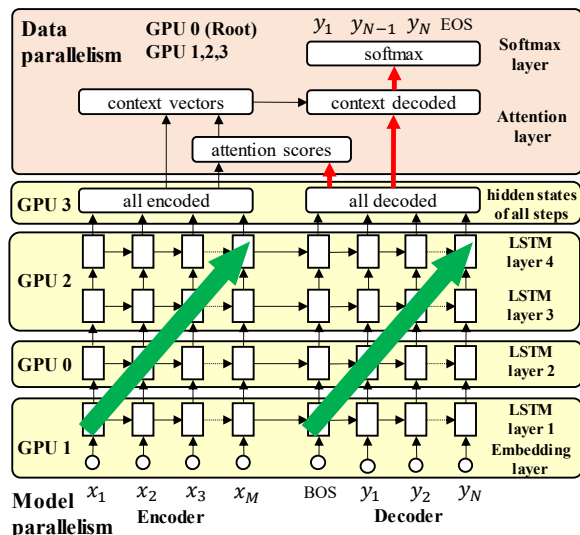 Data parallelism
GPU 0 (Root)
GPU 1,2,3
y1 yN−1 yN EOS
softmax
Softmax layer
context vectors
context decoded
Attention layer
attention scores
GPU 3
all encoded
all decoded
hidden states of all steps
GPU 2
LSTM layer 4
LSTM layer 3
GPU 0
LSTM layer 2
GPU 1
LSTM layer 1
Embedding layer
x1 x2 x3 xM BOS y1 y2 yN
Model parallelism
Encoder
Decoder